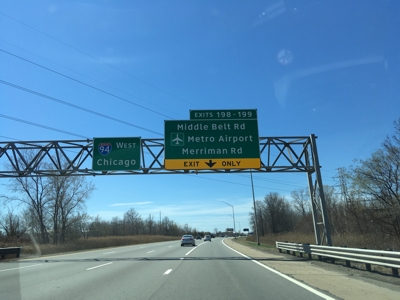 94 West
Chicago
EXITS 198-199
Middle Belt Rd
Metro Airport
Merriman Rd
EXIT ONLY